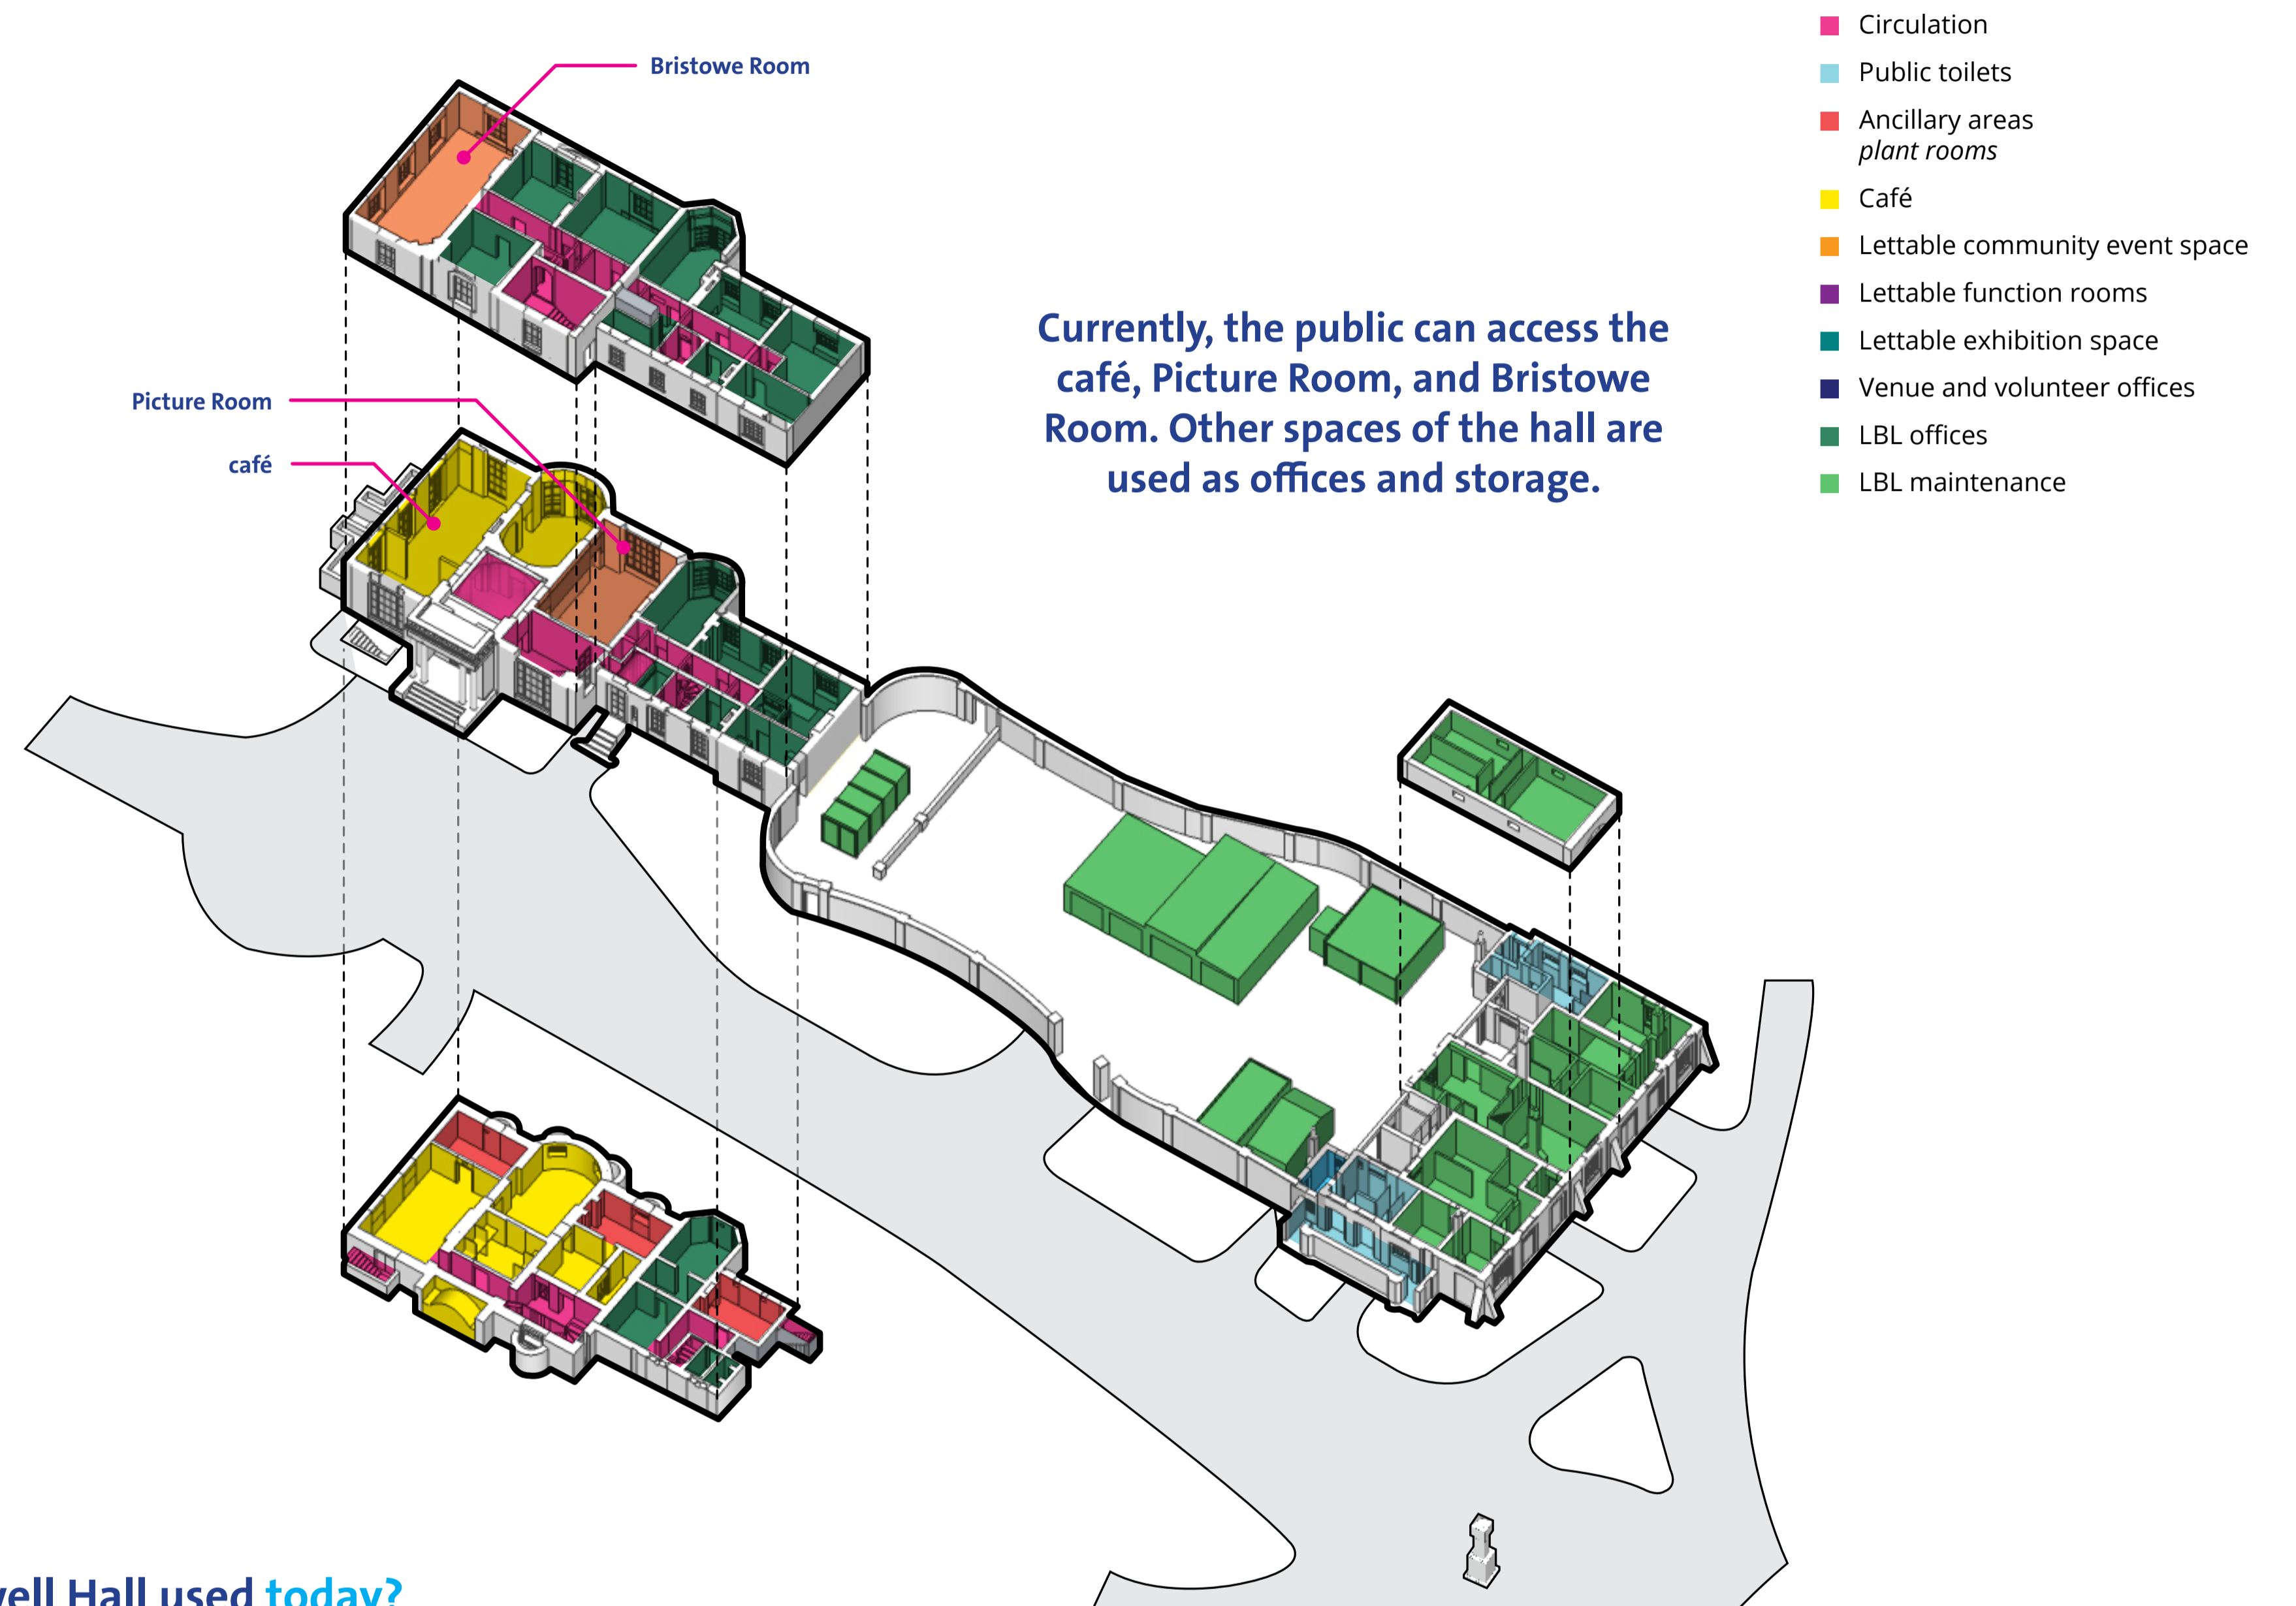 Circulation
Public toilets
Ancillary areas
plant rooms
Café
Lettable community event space
Lettable function rooms
Lettable exhibition space
Venue and volunteer offices
LBL offices
LBL maintenance
Bristowe Room
Picture Room
café
Currently, the public can access the
café, Picture Room, and Bristowe
Room. Other spaces of the hall are
used as offices and storage.
Hall used today?